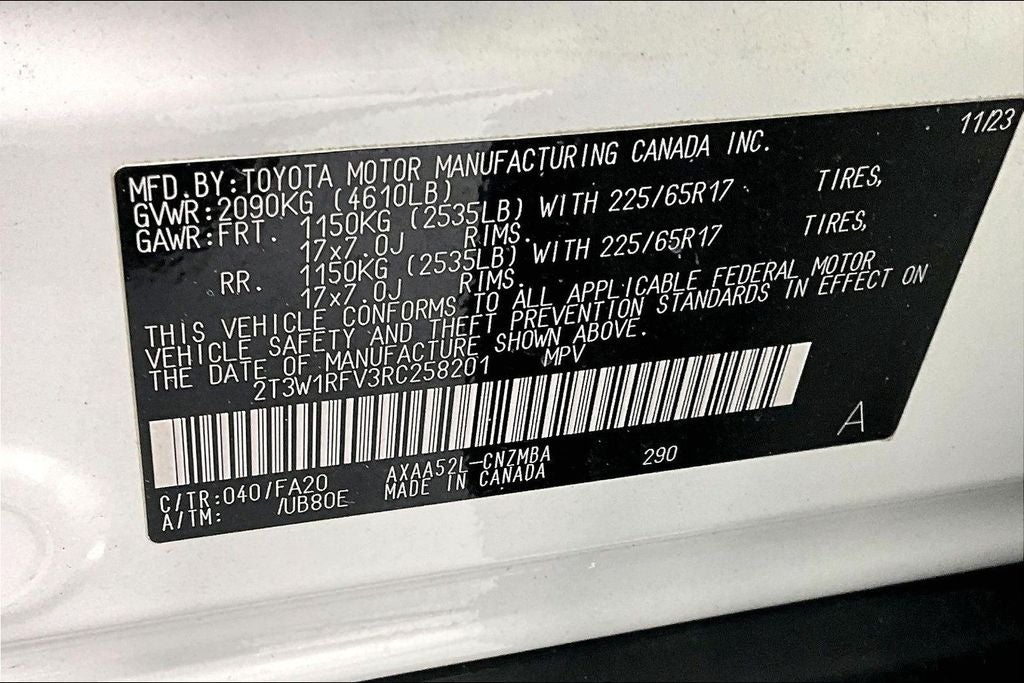 11/23
MFD.BY:TOYOTA MOTOR MANUFACTURING CANADA INC.
GVWR:2090KG (4610LB)
GAWR:FRT. 1150KG (2535LB) WITH 225/65R17 TIRES,
17x7.0J RIMS.
RR. 1150KG (2535LB) WITH 225/65R17 TIRES,
17x7.0J RIMS.
THIS VEHICLE CONFORMS TO ALL APPLICABLE FEDERAL MOTOR
VEHICLE SAFETY AND THEFT PREVENTION STANDARDS IN EFFECT ON
THE DATE OF MANUFACTURE SHOWN ABOVE.
2T3W1RFV3RC258201 MPV
A
C/TR:040/FA20 AXAA52L-CNZMBA 290
A/TM: /UB80E MADE IN CANADA